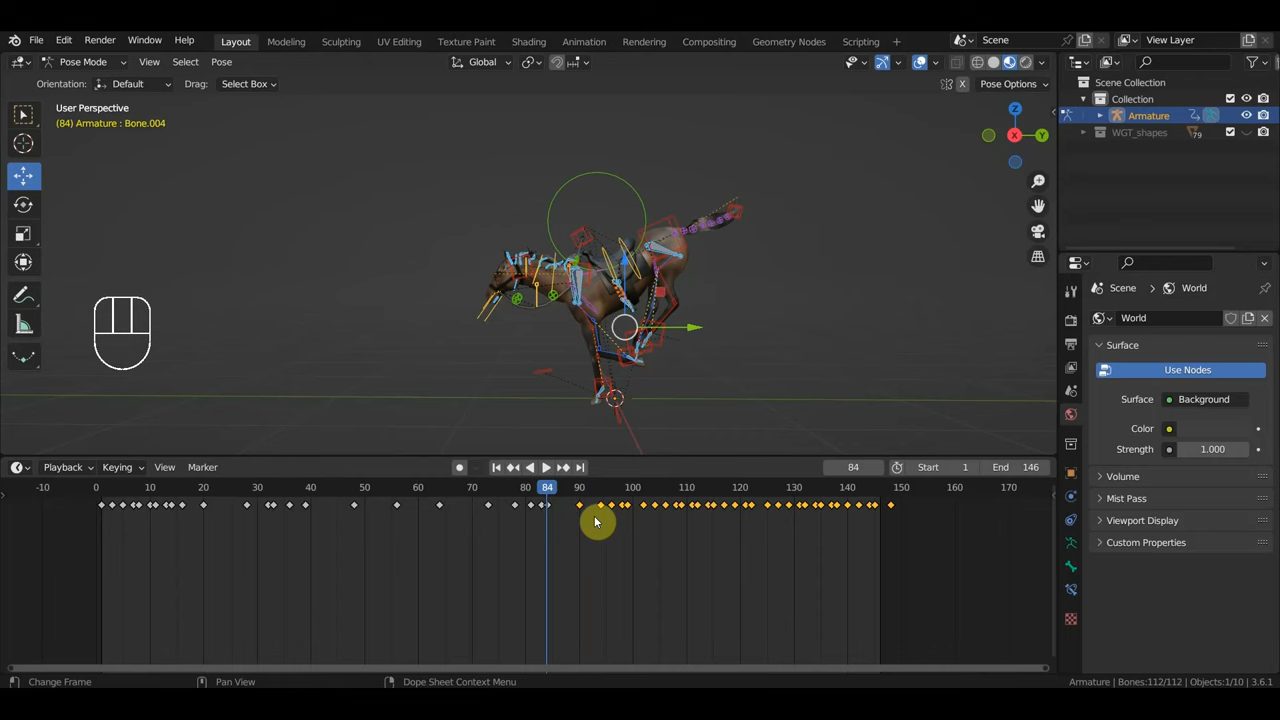 File Edit Render Window Help Layout Modeling Sculpting UV Editing Texture Paint Shading Animation Rendering Compositing Geometry Nodes Scripting + Scene View Layer
Pose Mode View Select Pose Global
Orientation: Default Drag: Select Box X Pose Options
Scene Collection
Collection
Armature
WGT_shapes 79
User Perspective
(84) Armature : Bone.004
Z
Y
X
Scene World
World
Surface
Use Nodes
Surface Background
Color
Strength 1.000
Volume
Mist Pass
Viewport Display
Custom Properties
Playback Keying View Marker 84 Start 1 End 146
-10 0 10 20 30 40 50 60 70 80 84 90 100 110 120 130 140 150 160 170
Change Frame Pan View Dope Sheet Context Menu Armature | Bones:112/112 | Objects:1/10 | 3.6.1